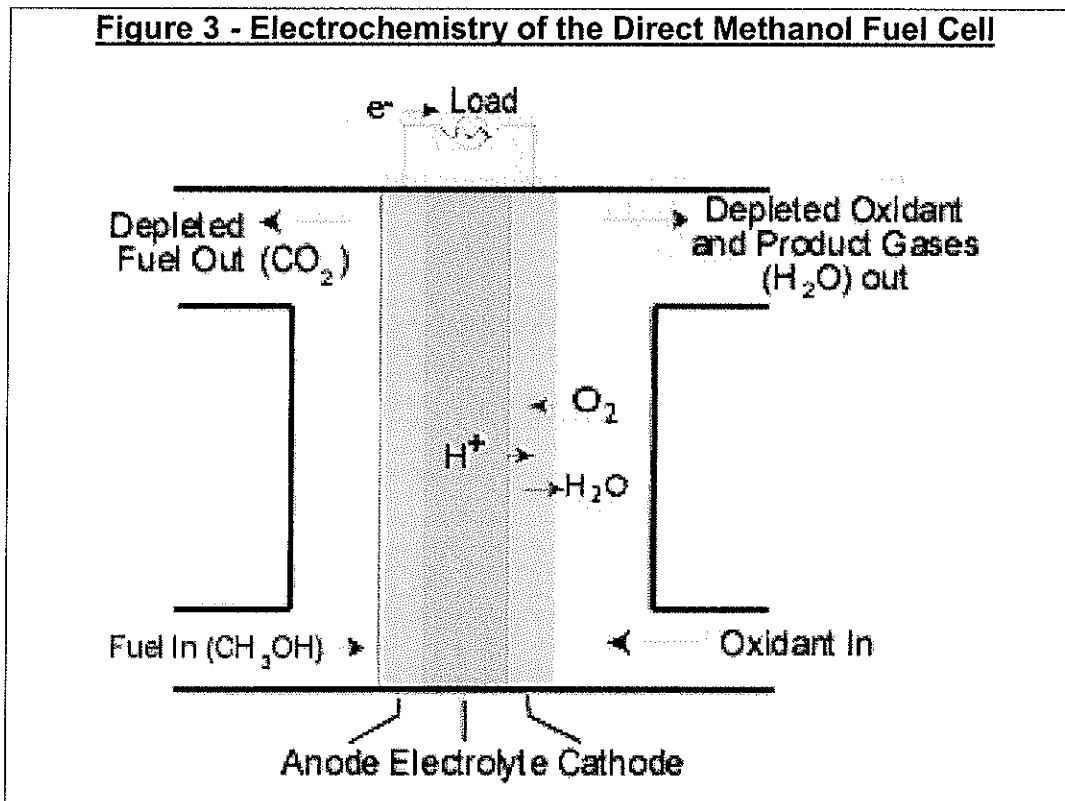 Figure 3 - Electrochemistry of the Direct Methanol Fuel Cell
e- Load
Depleted
Fuel Out (CO₂)
Depleted Oxidant
and Product Gases
(H₂O) out
O₂
H⁺
H₂O
Fuel In (CH₃OH)
Oxidant In
Anode Electrolyte Cathode